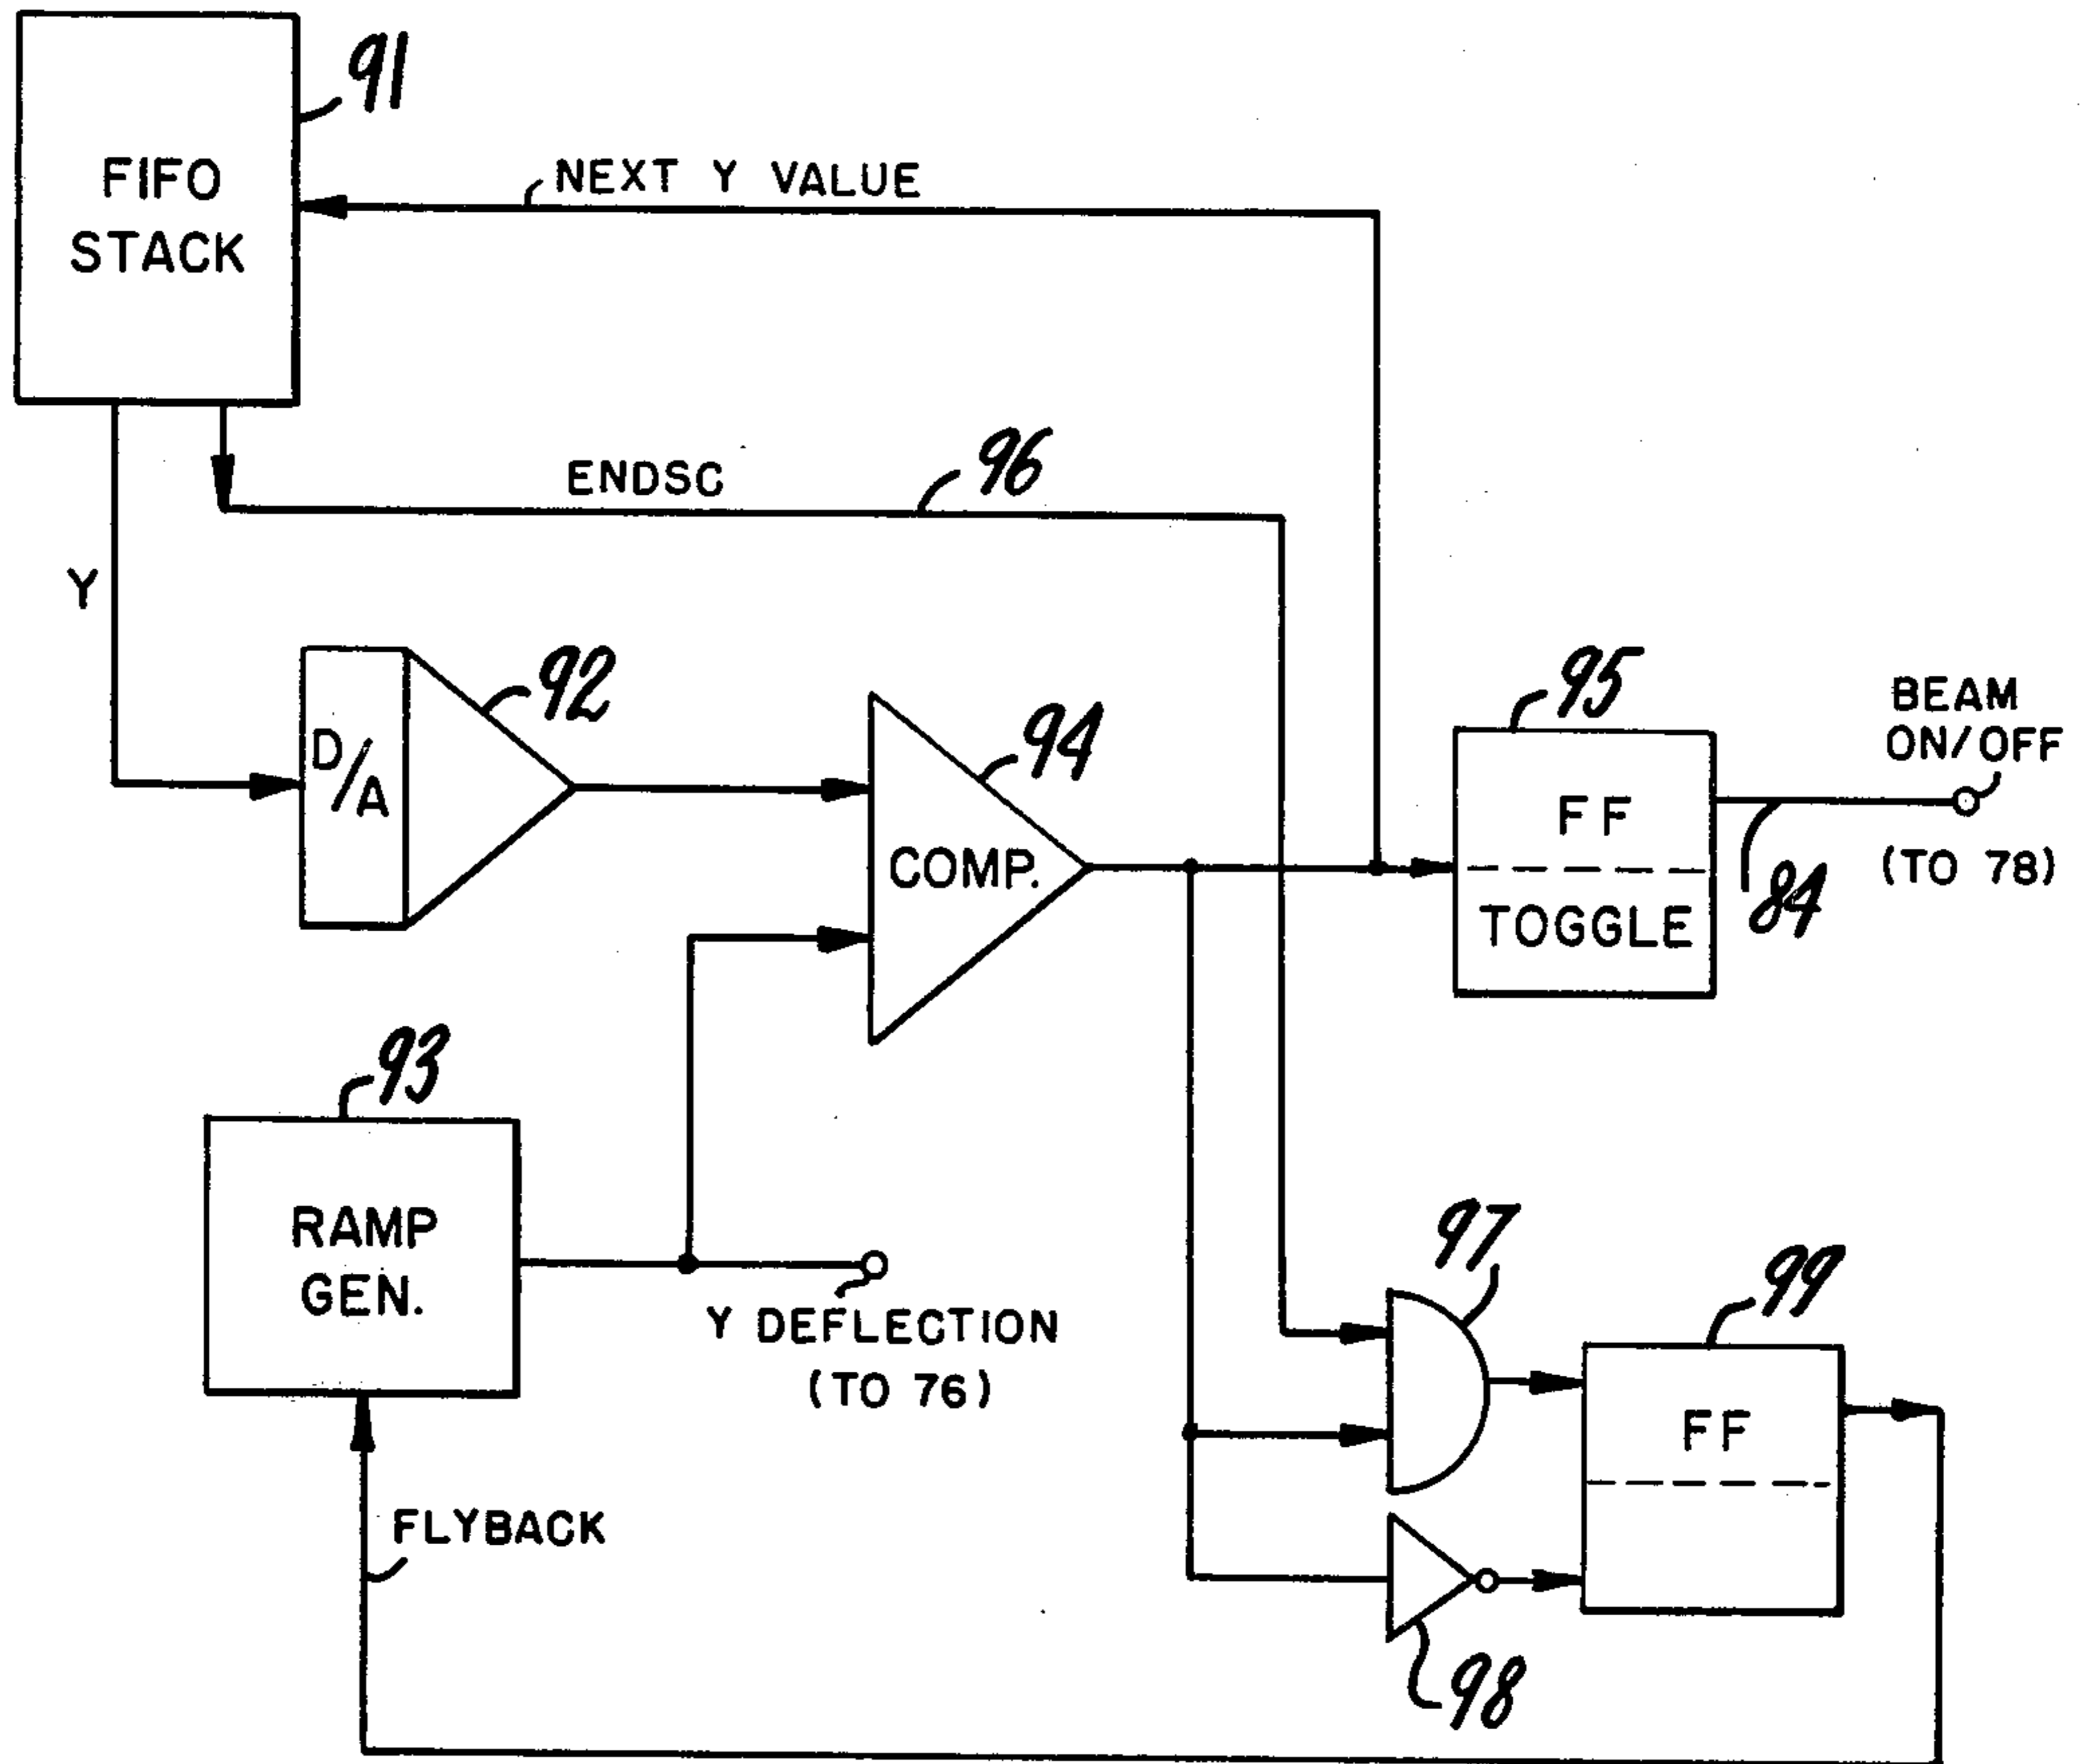 91
FIFO
STACK
NEXT Y VALUE
ENDSC
96
Y
92
D/A
94
COMP.
95
FF
TOGGLE
BEAM
ON/OFF
(TO 78)
84
93
RAMP
GEN.
Y DEFLECTION
(TO 76)
97
99
FF
98
FLYBACK